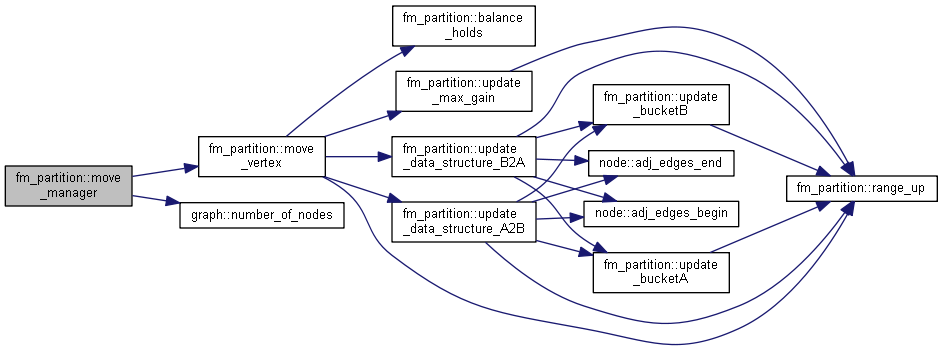 fm_partition::move
_manager
fm_partition::move
_vertex
graph::number_of_nodes
fm_partition::balance
_holds
fm_partition::update
_max_gain
fm_partition::update
_data_structure_B2A
fm_partition::update
_data_structure_A2B
fm_partition::update
_bucketB
node::adj_edges_end
node::adj_edges_begin
fm_partition::update
_bucketA
fm_partition::range_up